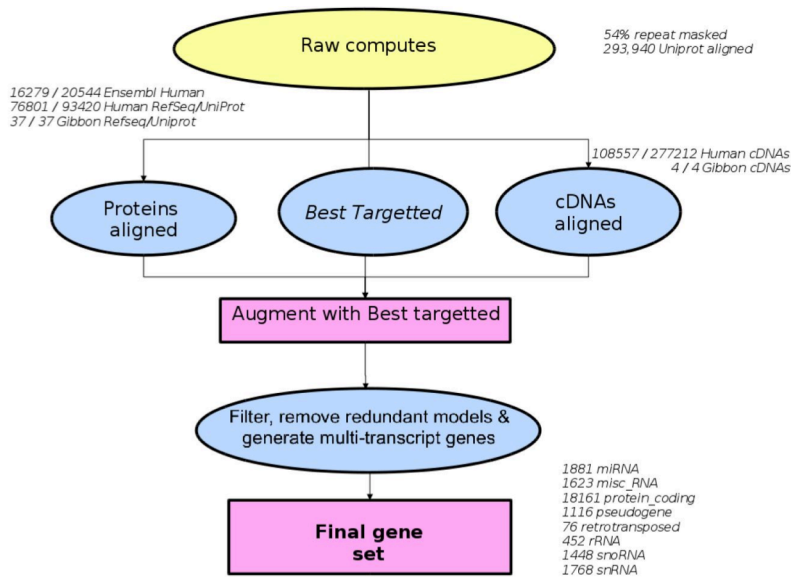 Raw computes
54% repeat masked
293,940 Uniprot aligned
16279 / 20544 Ensembl Human
76801 / 93420 Human RefSeq/UniProt
37 / 37 Gibbon Refseq/Uniprot
108557 / 277212 Human cDNAs
4 / 4 Gibbon cDNAs
Proteins
aligned
Best Targetted
cDNAs
aligned
Augment with Best targetted
Filter, remove redundant models &
generate multi-transcript genes
1881 miRNA
1623 misc_RNA
18161 protein_coding
1116 pseudogene
76 retrotransposed
452 rRNA
1448 snoRNA
1768 snRNA
Final gene
set